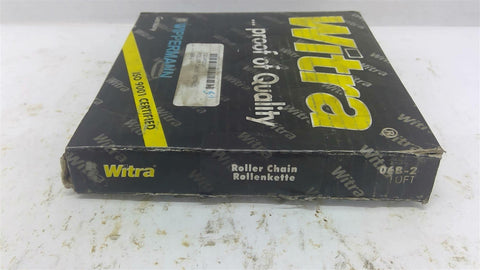 Witra
...proof of Quality
WIPPERMANN
ISO 9001 CERTIFIED
Witra
Roller Chain
Rollenkette
06B-2
10FT